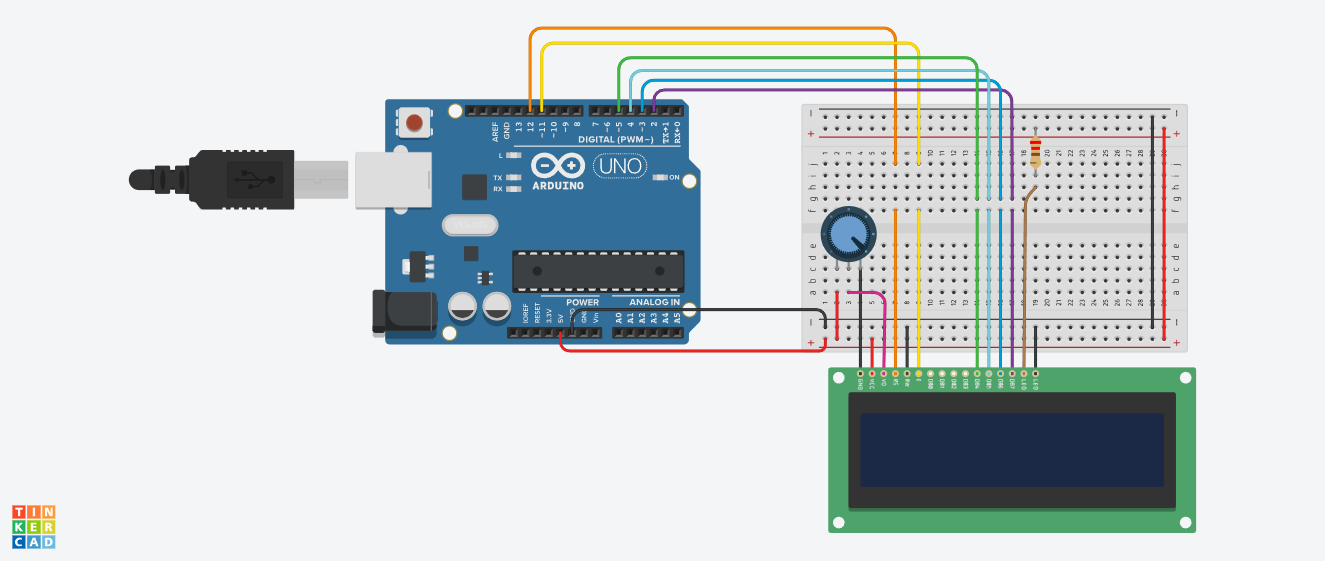 AREF
GND
13
12
~11
~10
~9
8
7
~6
~5
4
~3
2
TX→1
RX←0
DIGITAL (PWM~)
L
TX
RX
ARDUINO
UNO
ON
POWER
ANALOG IN
IOREF
RESET
3.3V
5V
GND
Vin
A0
A1
A2
A3
A4
A5
j
i
h
g
f
e
d
c
b
a
GND
VCC
VO
RS
RW
E
DB0
DB1
DB2
DB3
DB4
DB5
DB6
DB7
LED
LED
TIN
KER
CAD